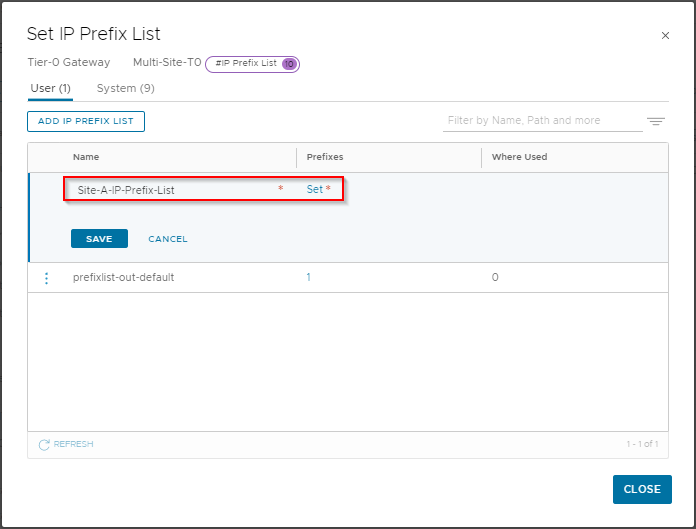 Set IP Prefix List
×
Tier-0 Gateway Multi-Site-T0 #IP Prefix List 10
User (1) System (9)
ADD IP PREFIX LIST Filter by Name, Path and more
Name Prefixes Where Used
Site-A-IP-Prefix-List * Set *
SAVE CANCEL
prefixlist-out-default 1 0
REFRESH 1 - 1 of 1
CLOSE